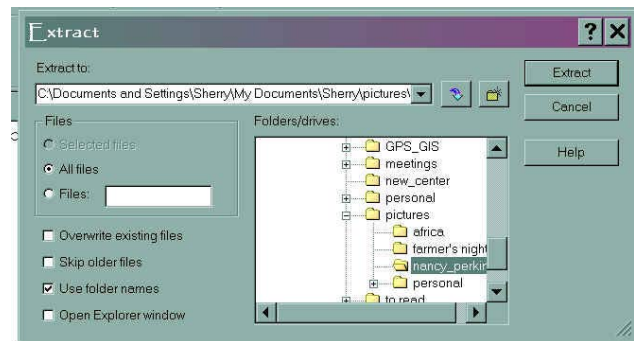 Extract
Extract to:
C:\Documents and Settings\Sherry\My Documents\Sherry\pictures\
Extract
Cancel
Help
Files
Selected files
All files
Files:
Overwrite existing files
Skip older files
Use folder names
Open Explorer window
Folders/drives:
GPS_GIS
meetings
new_center
personal
pictures
africa
farmer's night
nancy_perkin
personal
to read